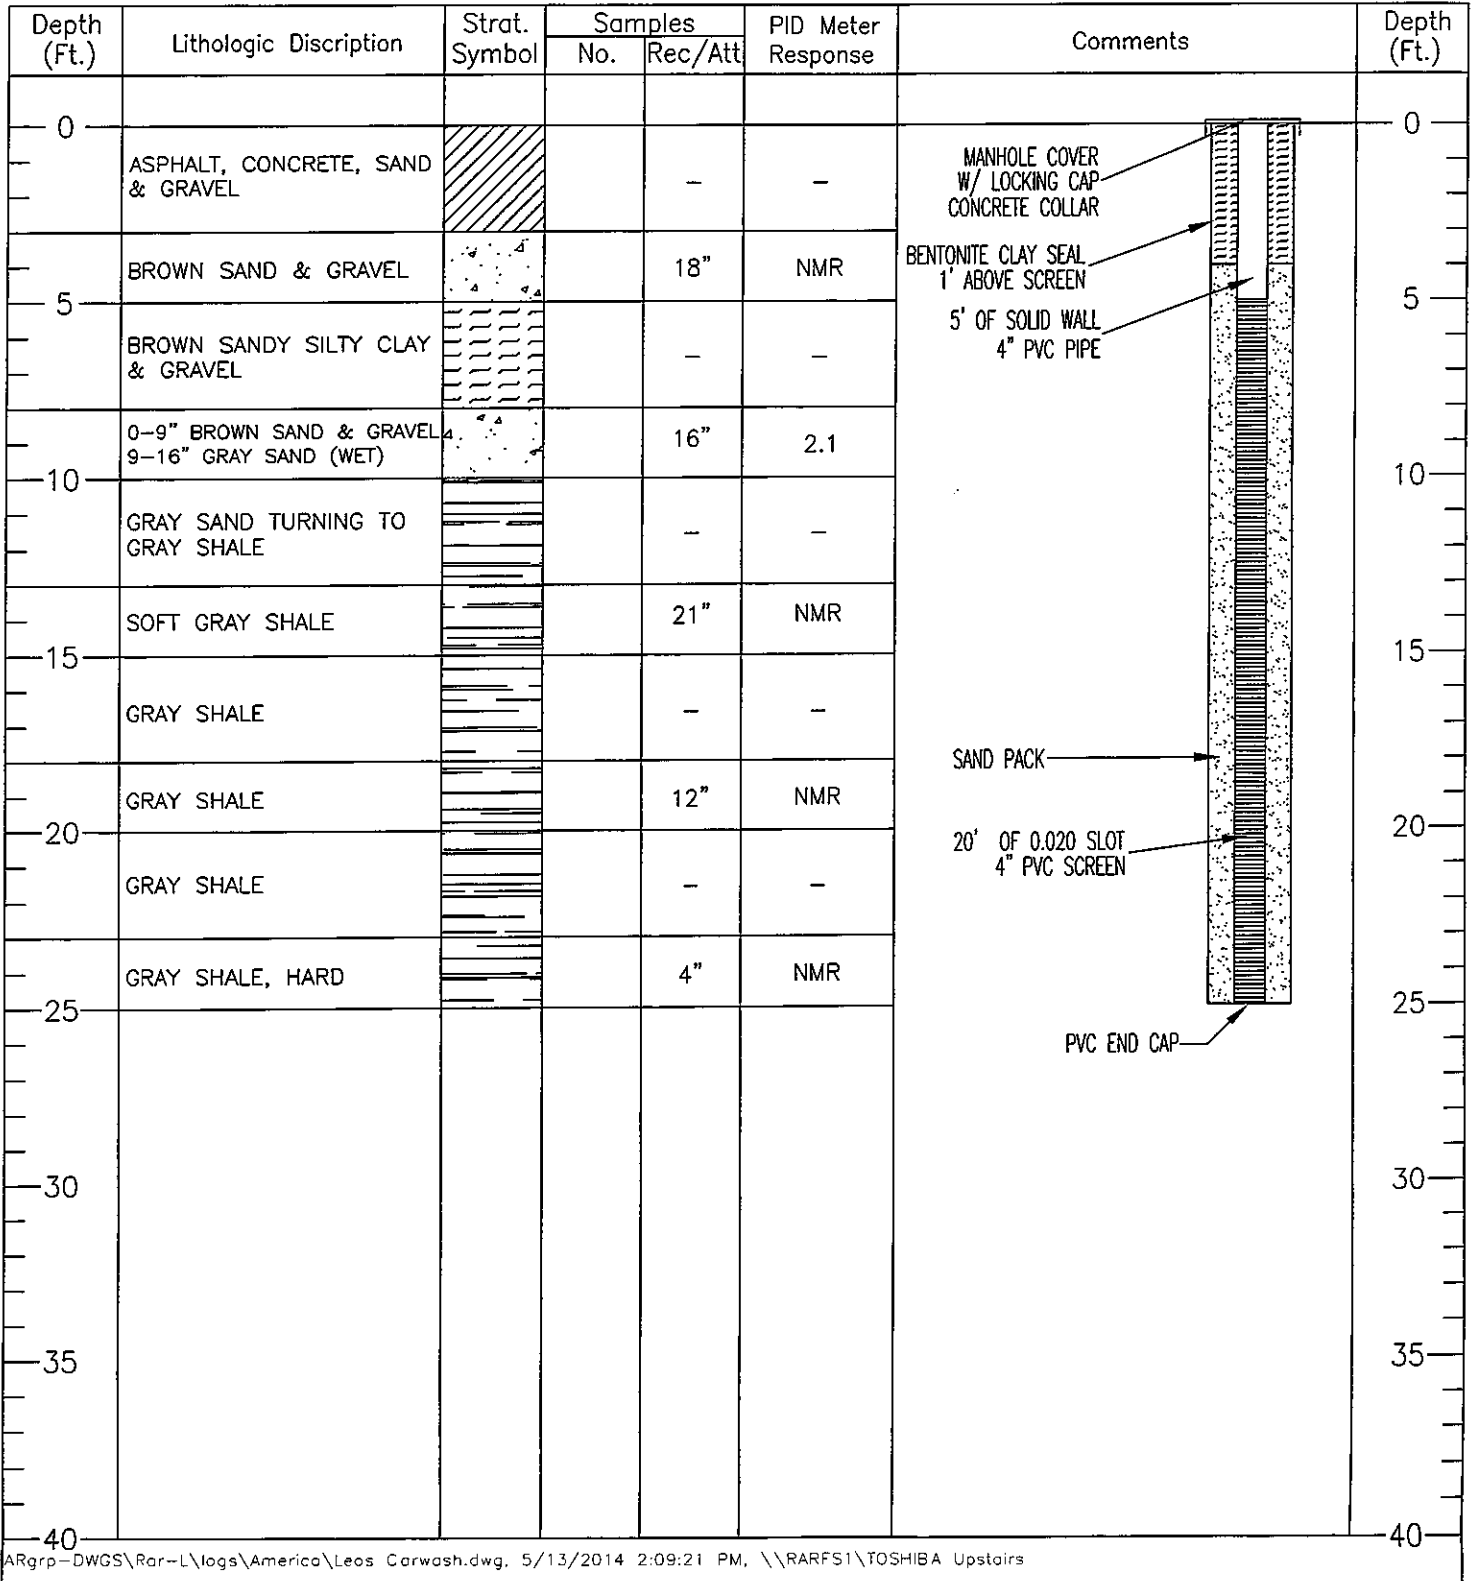 Depth
(Ft.)
Lithologic Discription
Strat.
Symbol
Samples
No.
Rec/Att
PID Meter
Response
Comments
Depth
(Ft.)
0
0
ASPHALT, CONCRETE, SAND
& GRAVEL
–
–
MANHOLE COVER
W/ LOCKING CAP
CONCRETE COLLAR
BROWN SAND & GRAVEL
18"
NMR
BENTONITE CLAY SEAL
1' ABOVE SCREEN
5
5
5' OF SOLID WALL
4" PVC PIPE
BROWN SANDY SILTY CLAY
& GRAVEL
–
–
0–9" BROWN SAND & GRAVEL
9–16" GRAY SAND (WET)
16"
2.1
10
10
GRAY SAND TURNING TO
GRAY SHALE
–
–
SOFT GRAY SHALE
21"
NMR
15
15
GRAY SHALE
–
–
SAND PACK
GRAY SHALE
12"
NMR
20
20
20' OF 0.020 SLOT
4" PVC SCREEN
GRAY SHALE
–
–
GRAY SHALE, HARD
4"
NMR
25
25
PVC END CAP
30
30
35
35
40
40
ARgrp–DWGS\Rar–L\logs\America\Leos Carwash.dwg, 5/13/2014 2:09:21 PM, \\RARFS1\TOSHIBA Upstairs